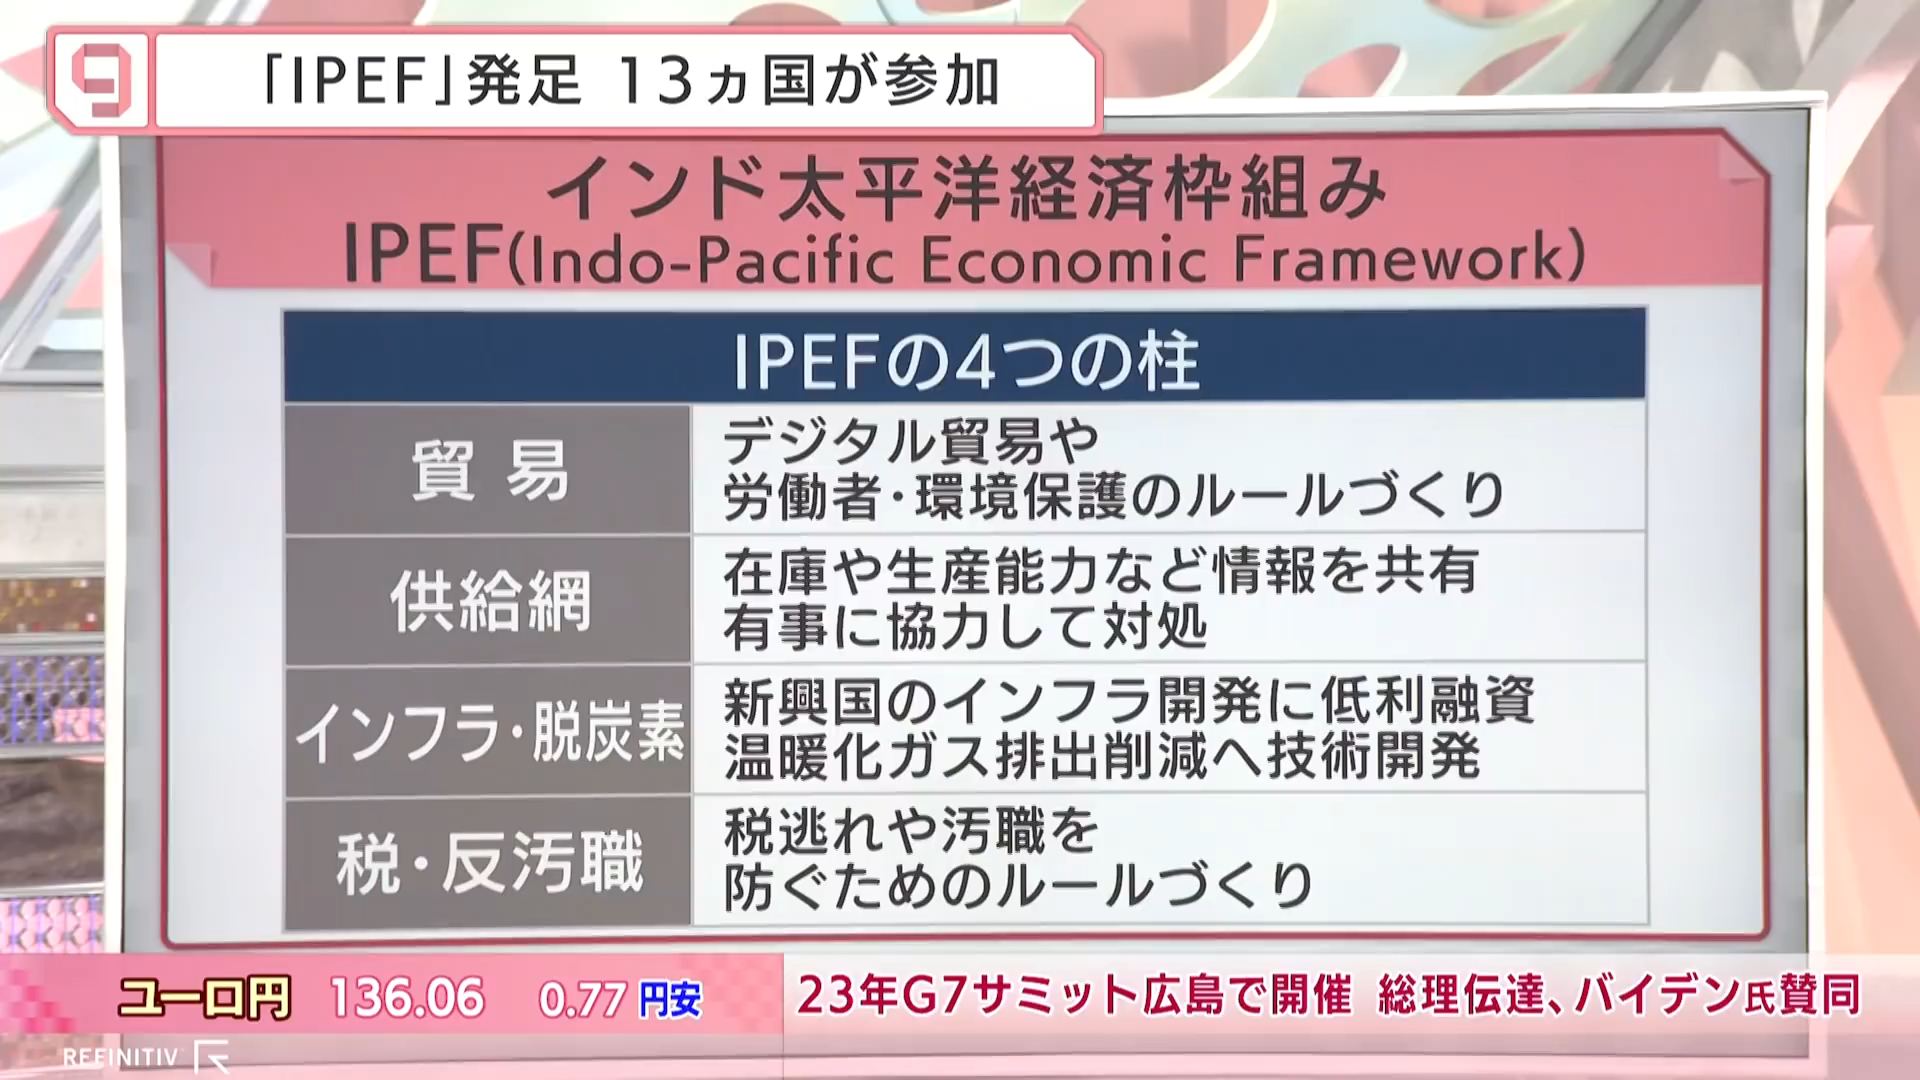 「IPEF」発足 13ヵ国が参加
インド太平洋経済枠組み
IPEF(Indo-Pacific Economic Framework)
IPEFの4つの柱
貿易
デジタル貿易や
労働者・環境保護のルールづくり
供給網
在庫や生産能力など情報を共有
有事に協力して対処
インフラ・脱炭素
新興国のインフラ開発に低利融資
温暖化ガス排出削減へ技術開発
税・反汚職
税逃れや汚職を
防ぐためのルールづくり
ユーロ円 136.06 0.77 円安
23年G7サミット広島で開催 総理伝達、バイデン氏賛同
REFINITIV